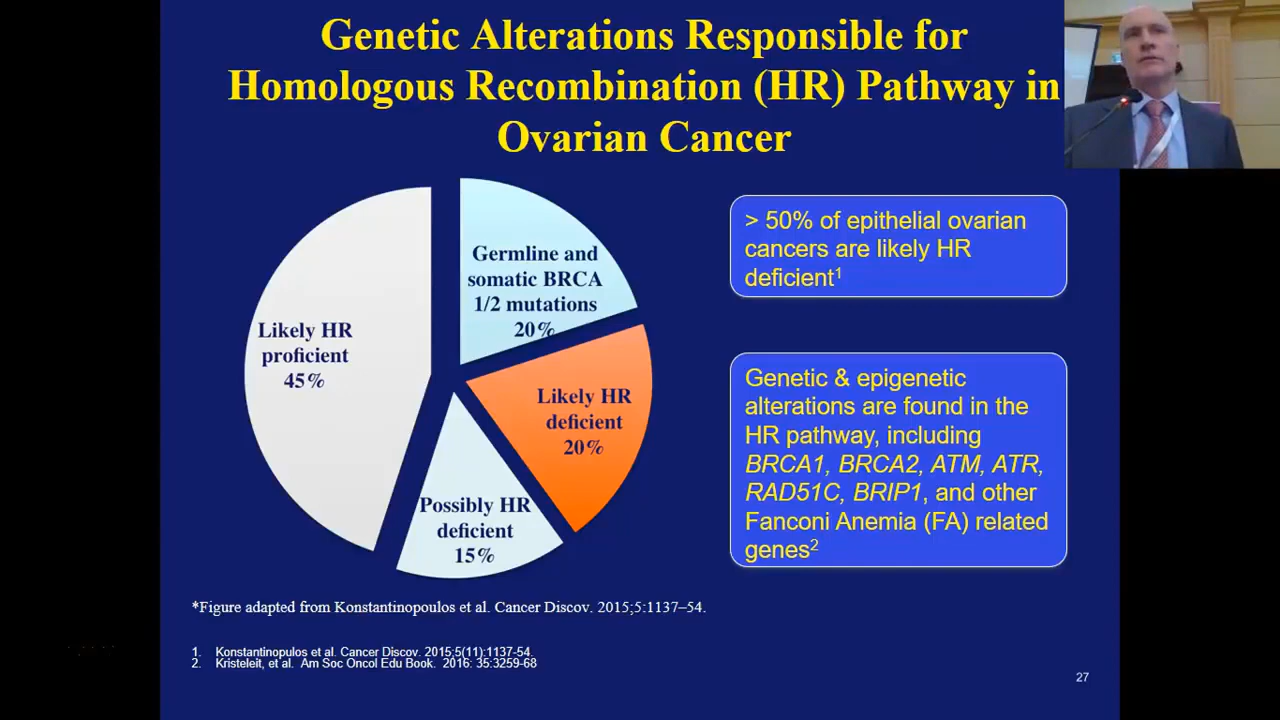 Genetic Alterations Responsible for
Homologous Recombination (HR) Pathway in
Ovarian Cancer
Germline and
somatic BRCA
1/2 mutations
20%
Likely HR
proficient
45%
Likely HR
deficient
20%
Possibly HR
deficient
15%
> 50% of epithelial ovarian
cancers are likely HR
deficient1
Genetic & epigenetic
alterations are found in the
HR pathway, including
BRCA1, BRCA2, ATM, ATR,
RAD51C, BRIP1, and other
Fanconi Anemia (FA) related
genes2
*Figure adapted from Konstantinopoulos et al. Cancer Discov. 2015;5:1137–54.
1. Konstantinopulos et al. Cancer Discov. 2015;5(11):1137-54.
2. Kristeleit, et al. Am Soc Oncol Edu Book. 2016: 35:3259-68
27